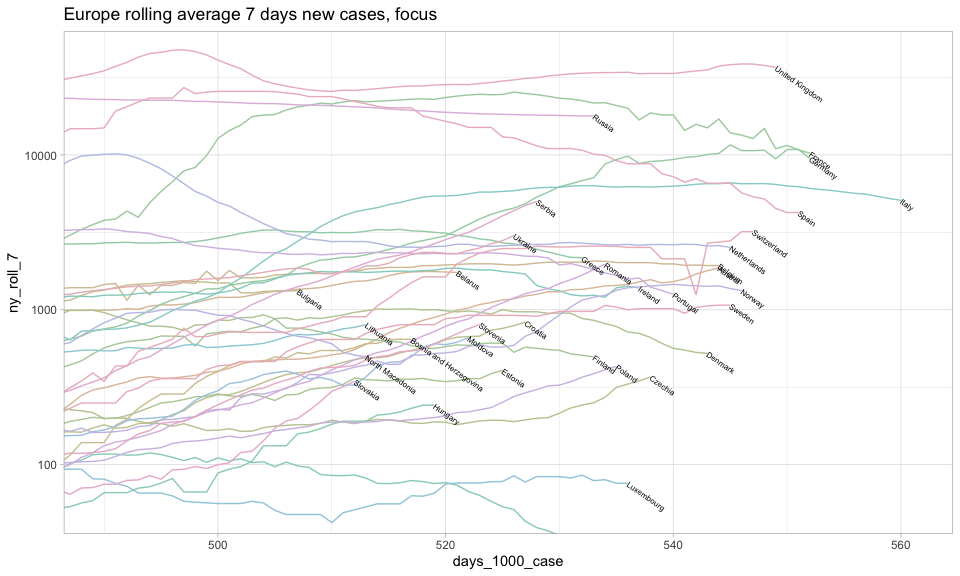 Europe rolling average 7 days new cases, focus
ny_roll_7
10000
1000
100
United Kingdom
Russia
France
Germany
Italy
Serbia
Spain
Switzerland
Ukraina
Netherlands
Greece
Romania
Belarus
Norway
Bulgaria
Ireland
Portugal
Sweden
Lithuania
Slovenia
Croatia
Bosnia and Herzegovina
Moldova
Denmark
North Macedonia
Estonia
Finland
Poland
Czechia
Slovakia
Hungary
Luxembourg
500
520
540
560
days_1000_case